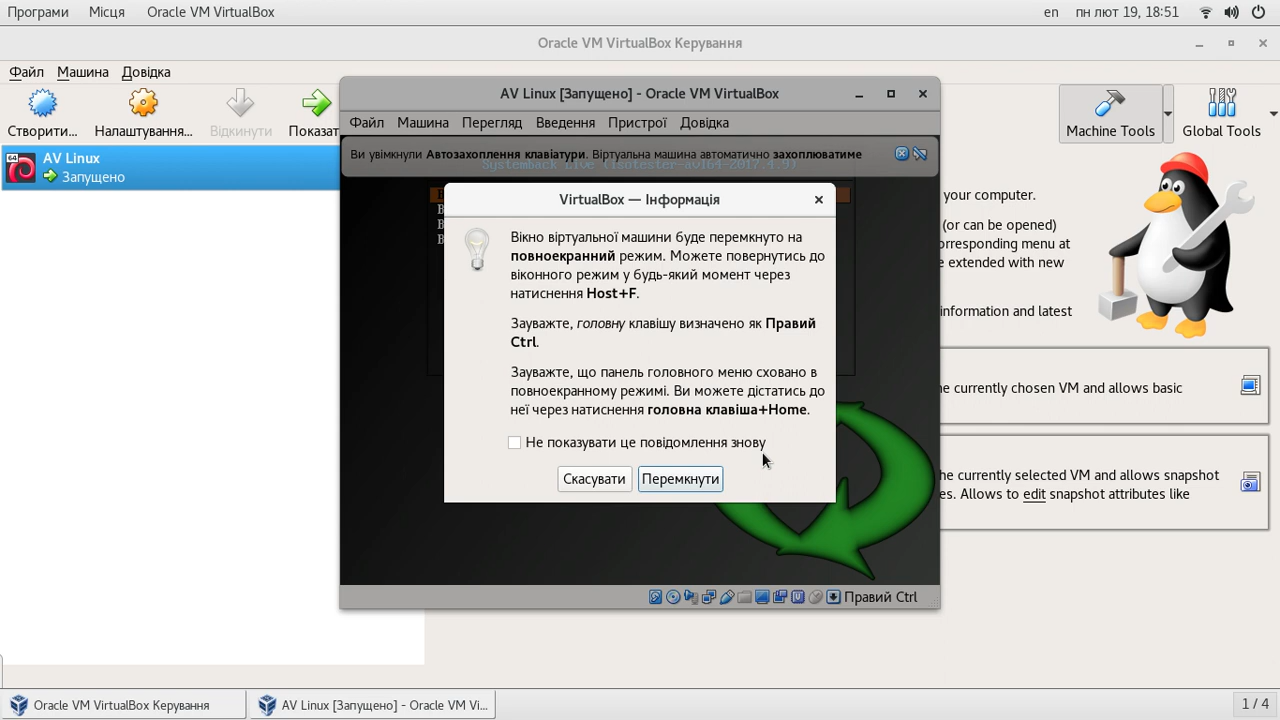 Програми Місця Oracle VM VirtualBox en пн лют 19, 18:51
Oracle VM VirtualBox Керування
Файл Машина Довідка
Створити... Налаштування... Відкинути Показат
Machine Tools Global Tools
64 AV Linux
Запущено
your computer.
(or can be opened)
orresponding menu at
e extended with new
information and latest
he currently chosen VM and allows basic
he currently selected VM and allows snapshot
es. Allows to edit snapshot attributes like
AV Linux [Запущено] - Oracle VM VirtualBox
Файл Машина Перегляд Введення Пристрої Довідка
Ви увімкнули Автозахоплення клавіатури. Віртуальна машина автоматично захоплюватиме
VirtualBox — Інформація
Вікно віртуальної машини буде перемкнуто на
повноекранний режим. Можете повернутись до
віконного режим у будь-який момент через
натиснення Host+F.
Зауважте, головну клавішу визначено як Правий
Ctrl.
Зауважте, що панель головного меню сховано в
повноекранному режимі. Ви можете дістатись до
неї через натиснення головна клавіша+Home.
Не показувати це повідомлення знову
Скасувати Перемкнути
Правий Ctrl
Oracle VM VirtualBox Керування AV Linux [Запущено] - Oracle VM Vi... 1 / 4